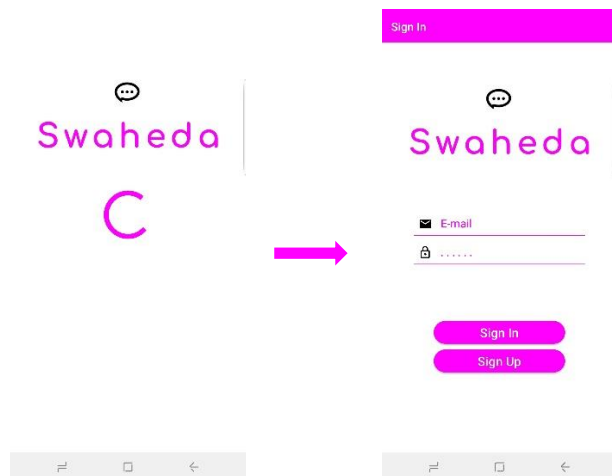 Swaheda
Sign In
Swaheda
E-mail
......
Sign In
Sign Up